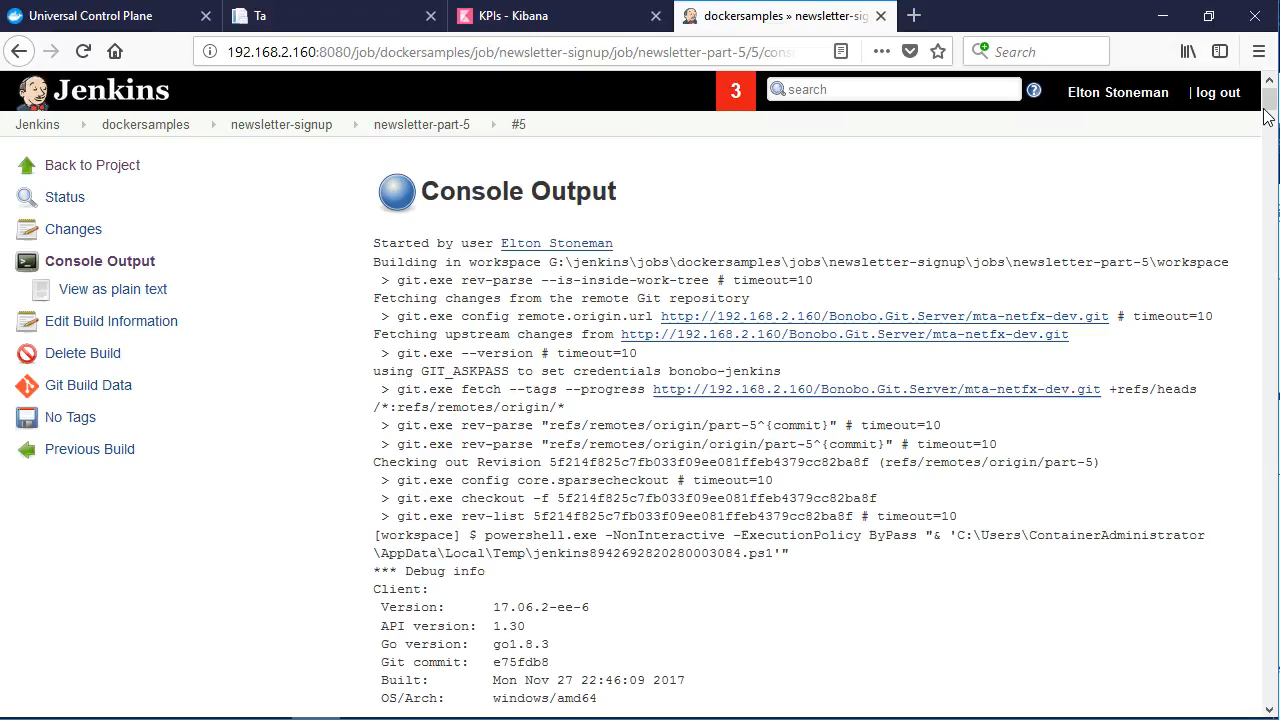 Universal Control Plane
Ta
KPIs - Kibana
dockersamples » newsletter-sig
192.168.2.160:8080/job/dockersamples/job/newsletter-signup/job/newsletter-part-5/5/cons
Search
Jenkins
3
search
Elton Stoneman
| log out
Jenkins
dockersamples
newsletter-signup
newsletter-part-5
#5
Back to Project
Status
Changes
Console Output
View as plain text
Edit Build Information
Delete Build
Git Build Data
No Tags
Previous Build
Console Output
Started by user Elton Stoneman
Building in workspace G:\jenkins\jobs\dockersamples\jobs\newsletter-signup\jobs\newsletter-part-5\workspace
> git.exe rev-parse --is-inside-work-tree # timeout=10
Fetching changes from the remote Git repository
> git.exe config remote.origin.url http://192.168.2.160/Bonobo.Git.Server/mta-netfx-dev.git # timeout=10
Fetching upstream changes from http://192.168.2.160/Bonobo.Git.Server/mta-netfx-dev.git
> git.exe --version # timeout=10
using GIT_ASKPASS to set credentials bonobo-jenkins
> git.exe fetch --tags --progress http://192.168.2.160/Bonobo.Git.Server/mta-netfx-dev.git +refs/heads
/*:refs/remotes/origin/*
> git.exe rev-parse "refs/remotes/origin/part-5^{commit}" # timeout=10
> git.exe rev-parse "refs/remotes/origin/origin/part-5^{commit}" # timeout=10
Checking out Revision 5f214f825c7fb033f09ee081ffeb4379cc82ba8f (refs/remotes/origin/part-5)
> git.exe config core.sparsecheckout # timeout=10
> git.exe checkout -f 5f214f825c7fb033f09ee081ffeb4379cc82ba8f
> git.exe rev-list 5f214f825c7fb033f09ee081ffeb4379cc82ba8f # timeout=10
[workspace] $ powershell.exe -NonInteractive -ExecutionPolicy ByPass "& 'C:\Users\ContainerAdministrator
\AppData\Local\Temp\jenkins8942692820280003084.ps1'"
*** Debug info
Client:
Version: 17.06.2-ee-6
API version: 1.30
Go version: go1.8.3
Git commit: e75fdb8
Built: Mon Nov 27 22:46:09 2017
OS/Arch: windows/amd64